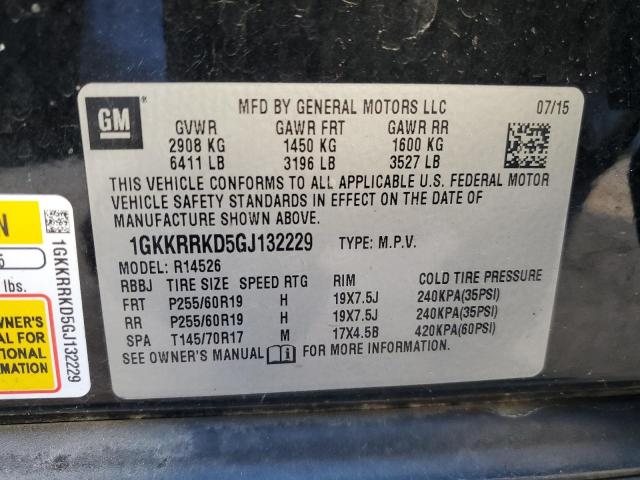 GM
MFD BY GENERAL MOTORS LLC 07/15
GVWR GAWR FRT GAWR RR
2908 KG 1450 KG 1600 KG
6411 LB 3196 LB 3527 LB
THIS VEHICLE CONFORMS TO ALL APPLICABLE U.S. FEDERAL MOTOR
VEHICLE SAFETY STANDARDS IN EFFECT ON THE DATE OF
MANUFACTURE SHOWN ABOVE.
1GKKRRKD5GJ132229 TYPE: M.P.V.
MODEL: R14526
RBBJ TIRE SIZE SPEED RTG RIM COLD TIRE PRESSURE
FRT P255/60R19 H 19X7.5J 240KPA(35PSI)
RR P255/60R19 H 19X7.5J 240KPA(35PSI)
SPA T145/70R17 M 17X4.5B 420KPA(60PSI)
SEE OWNER'S MANUAL FOR MORE INFORMATION.
N
lbs.
WNER'S
AL FOR
TIONAL
MATION
1GKKRRKD5GJ132229